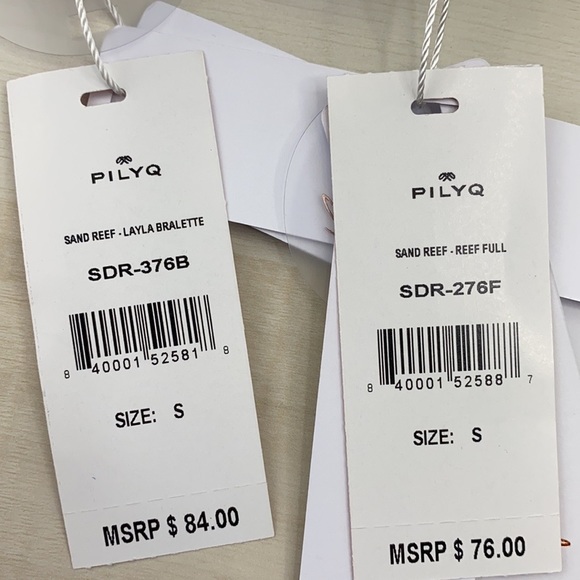 PILYQ
SAND REEF - LAYLA BRALETTE
SDR-376B
8 40001 52581 8
SIZE: S
MSRP $ 84.00
PILYQ
SAND REEF - REEF FULL
SDR-276F
8 40001 52588 7
SIZE: S
MSRP $ 76.00